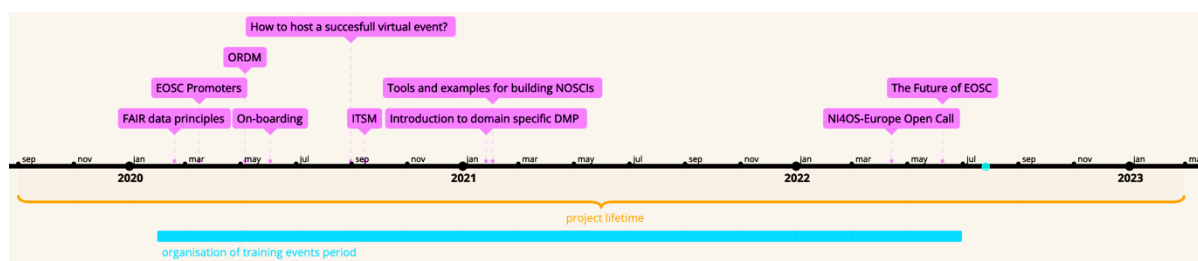 How to host a succesfull virtual event?
ORDM
EOSC Promoters
Tools and examples for building NOSCIs
The Future of EOSC
FAIR data principles
On-boarding
ITSM
Introduction to domain specific DMP
NI4OS-Europe Open Call
sep nov jan mar may jul sep nov jan mar may jul sep nov jan mar may jul sep nov jan ma
2020 2021 2022 2023
project lifetime
organisation of training events period